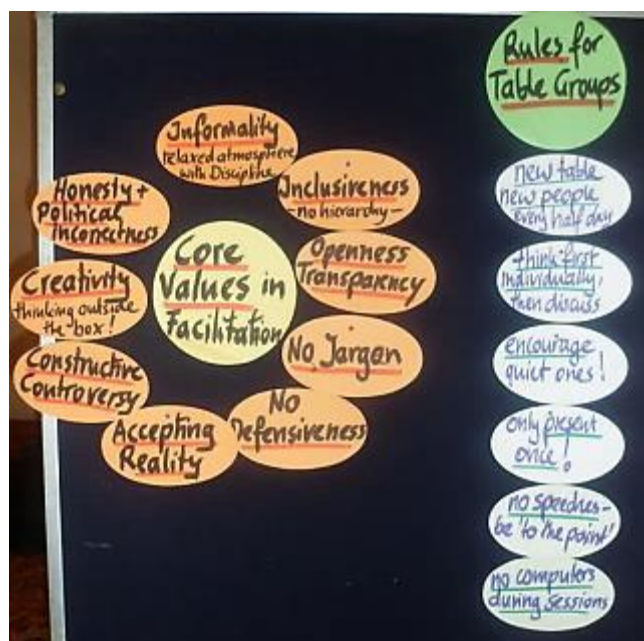 Rules for
Table Groups
Informality
relaxed atmosphere
with Discipline
Inclusiveness
-no hierarchy-
Openness
Transparency
No Jargon
No
Defensiveness
Accepting
Reality
Constructive
Controversy
Creativity
thinking outside
the box!
Honesty +
Political
Incorrectness
Core
Values in
Facilitation
new table
new people
every half day
think first
individually,
then discuss
encourage
quiet ones!
only present
once!
no speeches-
be 'to the point'
no computers
during sessions